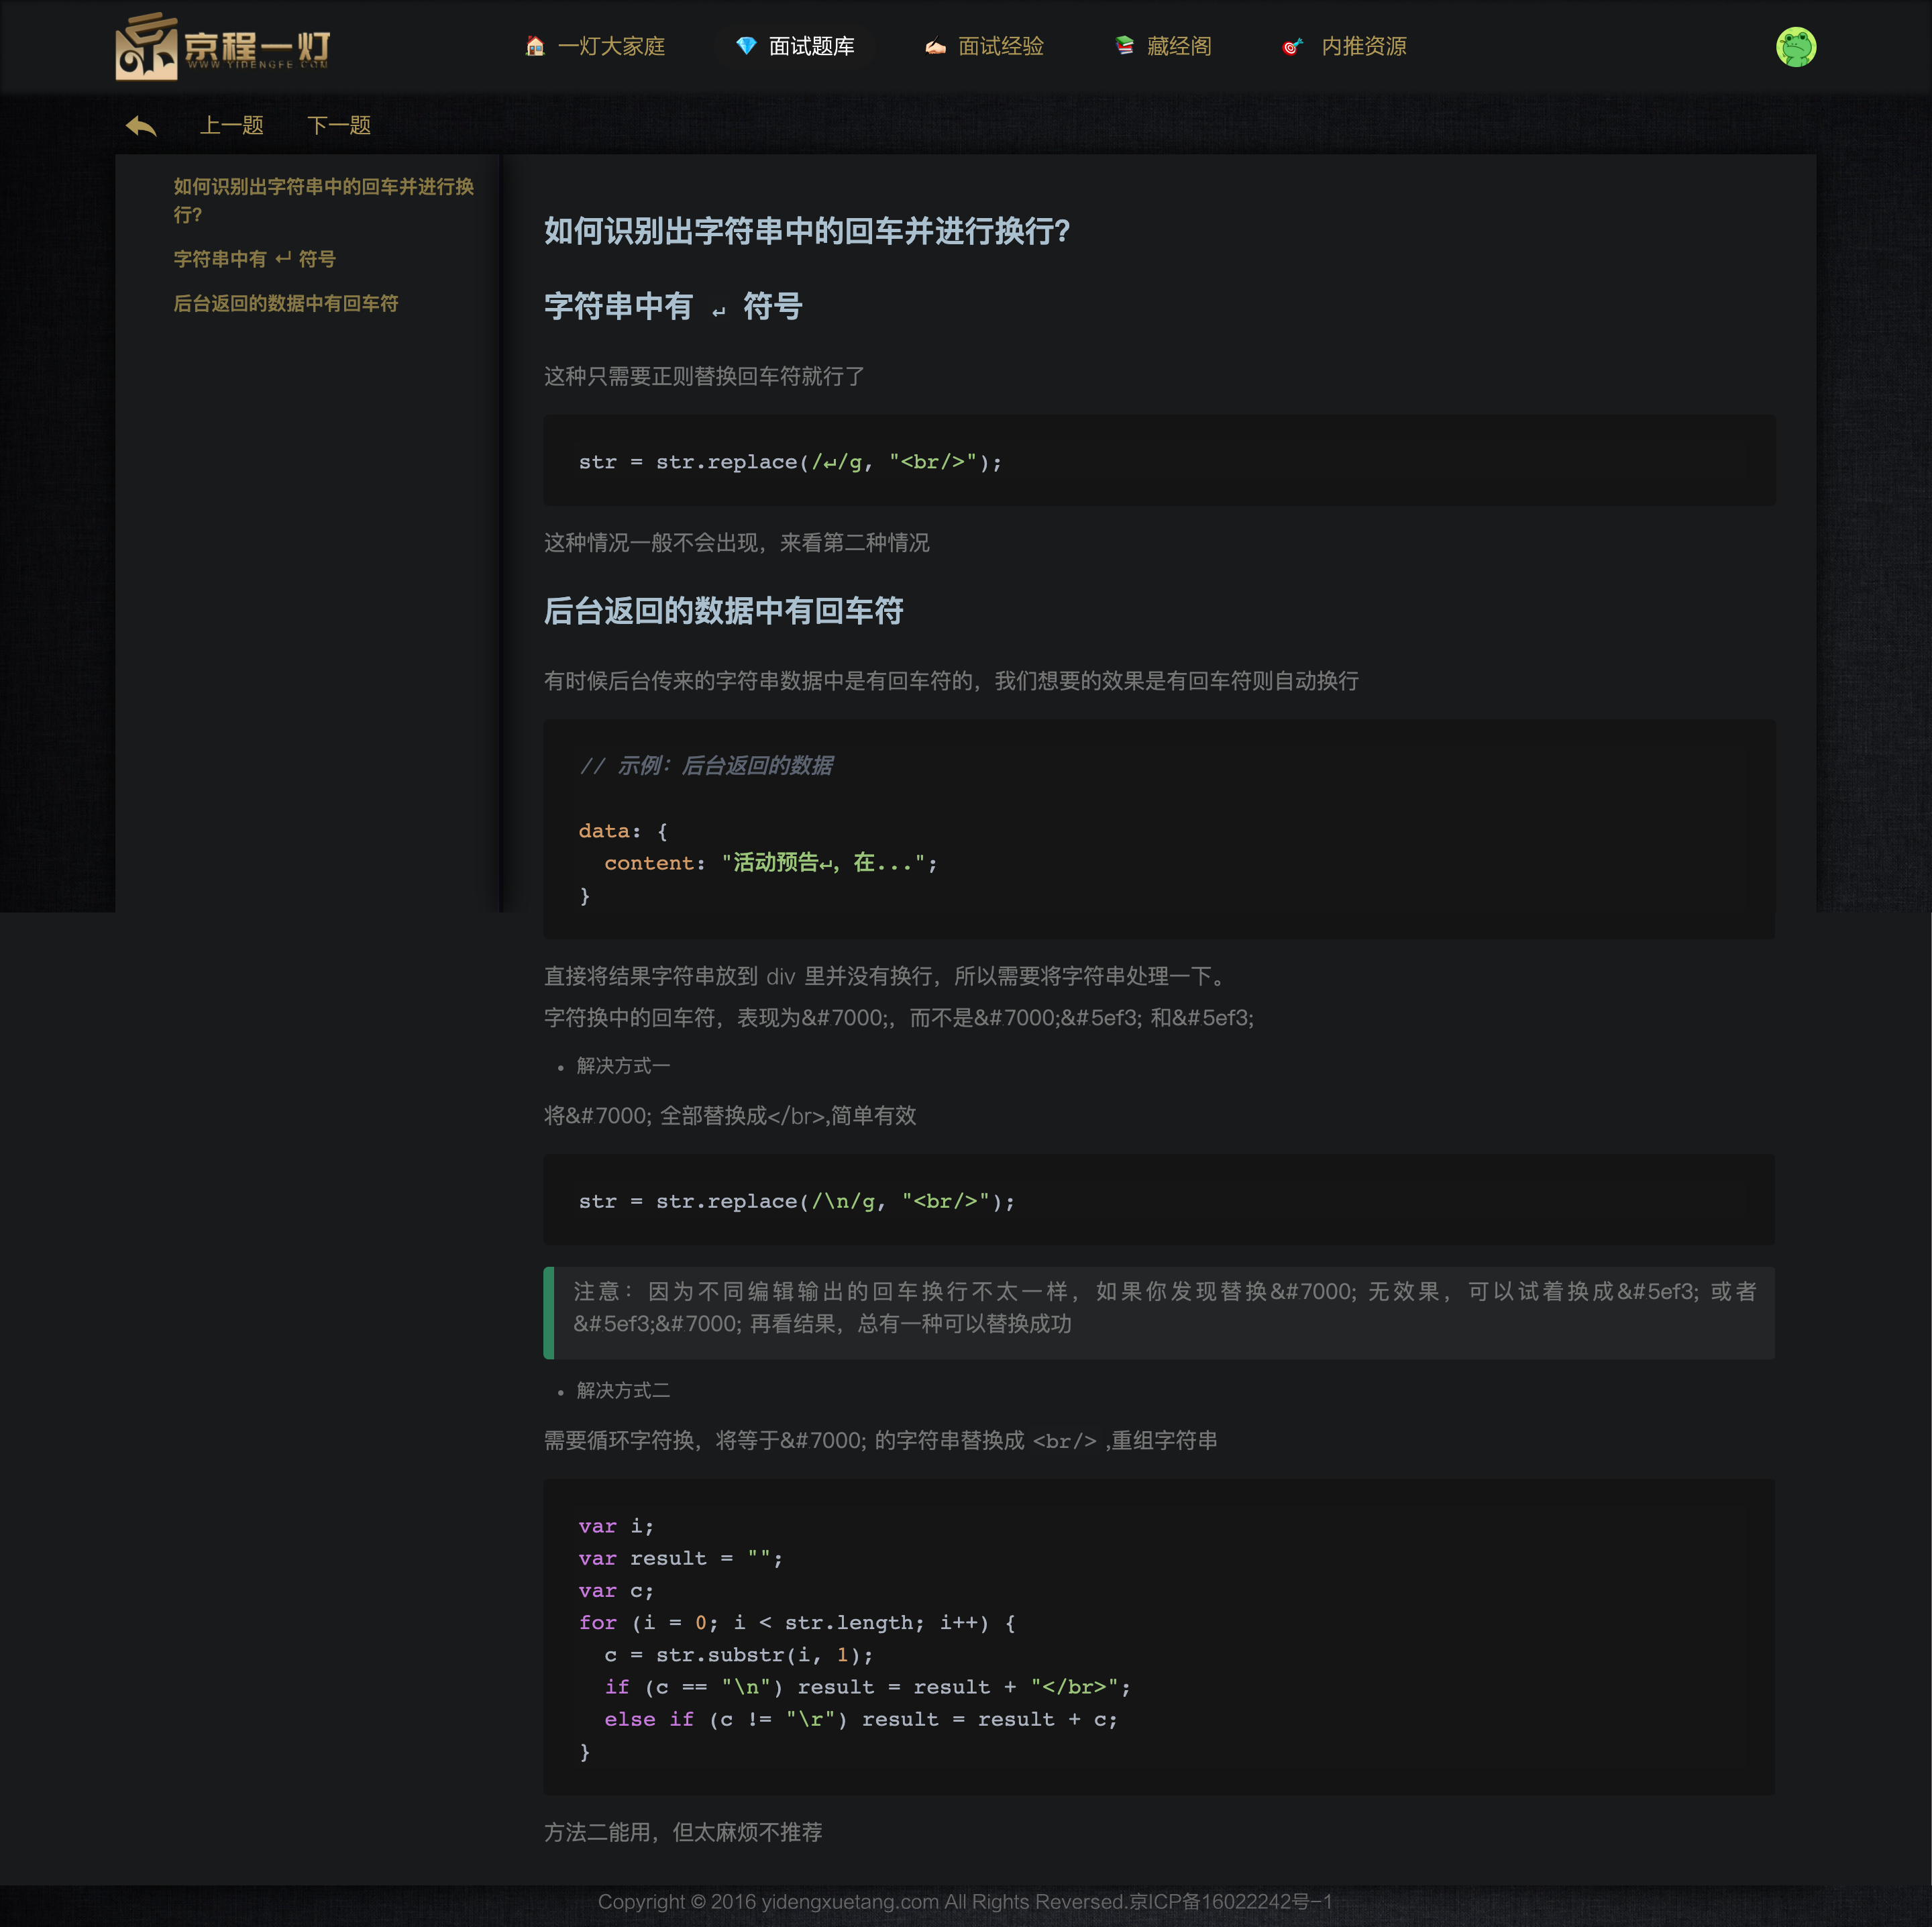 京程一灯
WWW.YIDENGFE.COM
一灯大家庭
面试题库
面试经验
藏经阁
内推资源
上一题
下一题
如何识别出字符串中的回车并进行换
行?
字符串中有 ↵ 符号
后台返回的数据中有回车符
如何识别出字符串中的回车并进行换行?
字符串中有 ↵ 符号
这种只需要正则替换回车符就行了
str = str.replace(/↵/g, "<br/>");
这种情况一般不会出现，来看第二种情况
后台返回的数据中有回车符
有时候后台传来的字符串数据中是有回车符的，我们想要的效果是有回车符则自动换行
// 示例：后台返回的数据
data: {
  content: "活动预告↵，在...";
}
直接将结果字符串放到 div 里并没有换行，所以需要将字符串处理一下。
字符换中的回车符，表现为&#7000;，而不是&#7000;&#5ef3; 和&#5ef3;
• 解决方式一
将&#7000; 全部替换成</br>,简单有效
str = str.replace(/\n/g, "<br/>");
注意：因为不同编辑输出的回车换行不太一样，如果你发现替换&#7000; 无效果，可以试着换成&#5ef3; 或者
&#5ef3;&#7000; 再看结果，总有一种可以替换成功
• 解决方式二
需要循环字符换，将等于&#7000; 的字符串替换成 <br/> ,重组字符串
var i;
var result = "";
var c;
for (i = 0; i < str.length; i++) {
  c = str.substr(i, 1);
  if (c == "\n") result = result + "</br>";
  else if (c != "\r") result = result + c;
}
方法二能用，但太麻烦不推荐
Copyright © 2016 yidengxuetang.com All Rights Reversed.京ICP备16022242号-1